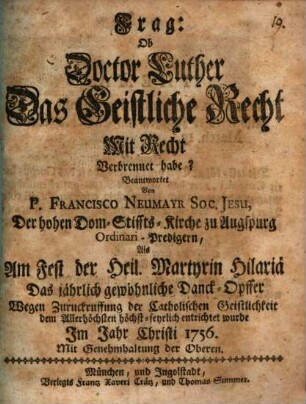 Frag:
19.
Ob
Doctor Luther
Das Geistliche Recht
Mit Recht
Verbrennet habe?
Beantwortet
Von
P. FRANCISCO NEUMAYR SOC. JESU,
Der hohen Dom-Stiffts-Kirche zu Augspurg
Ordinari-Predigern,
Als
Am Fest der Heil. Martyrin Hilariä
Das jährlich gewöhnliche Danck-Opffer
Wegen Zuruckruffung der Catholischen Geistlichkeit
dem Allerhöchsten höchst-feyrlich entrichtet wurde
Im Jahr Christi 1756.
Mit Genehmhaltung der Oberen.
München, und Ingolstadt,
Verlegts Frantz Xaveri Crätz, und Thomas Summer.